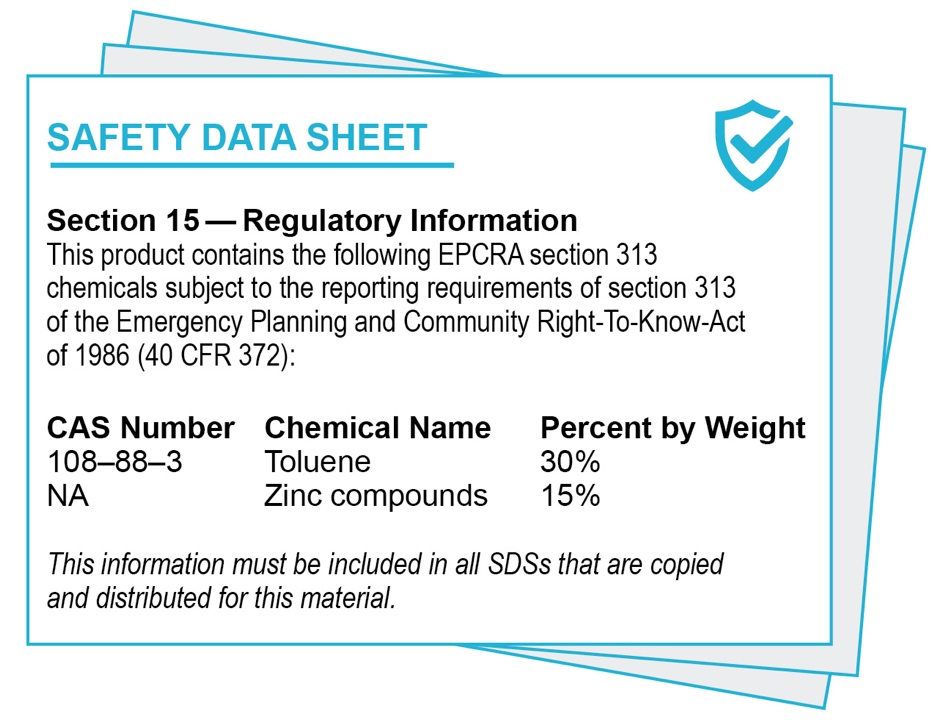 SAFETY DATA SHEET
Section 15 — Regulatory Information
This product contains the following EPCRA section 313
chemicals subject to the reporting requirements of section 313
of the Emergency Planning and Community Right-To-Know-Act
of 1986 (40 CFR 372):
CAS Number Chemical Name Percent by Weight
108–88–3 Toluene 30%
NA Zinc compounds 15%
This information must be included in all SDSs that are copied
and distributed for this material.